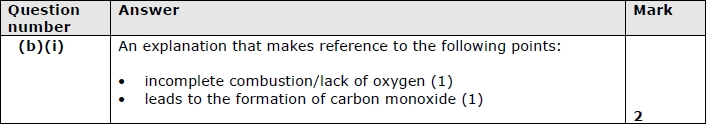 Question number Answer Mark
(b)(i) An explanation that makes reference to the following points:
• incomplete combustion/lack of oxygen (1)
• leads to the formation of carbon monoxide (1)
2